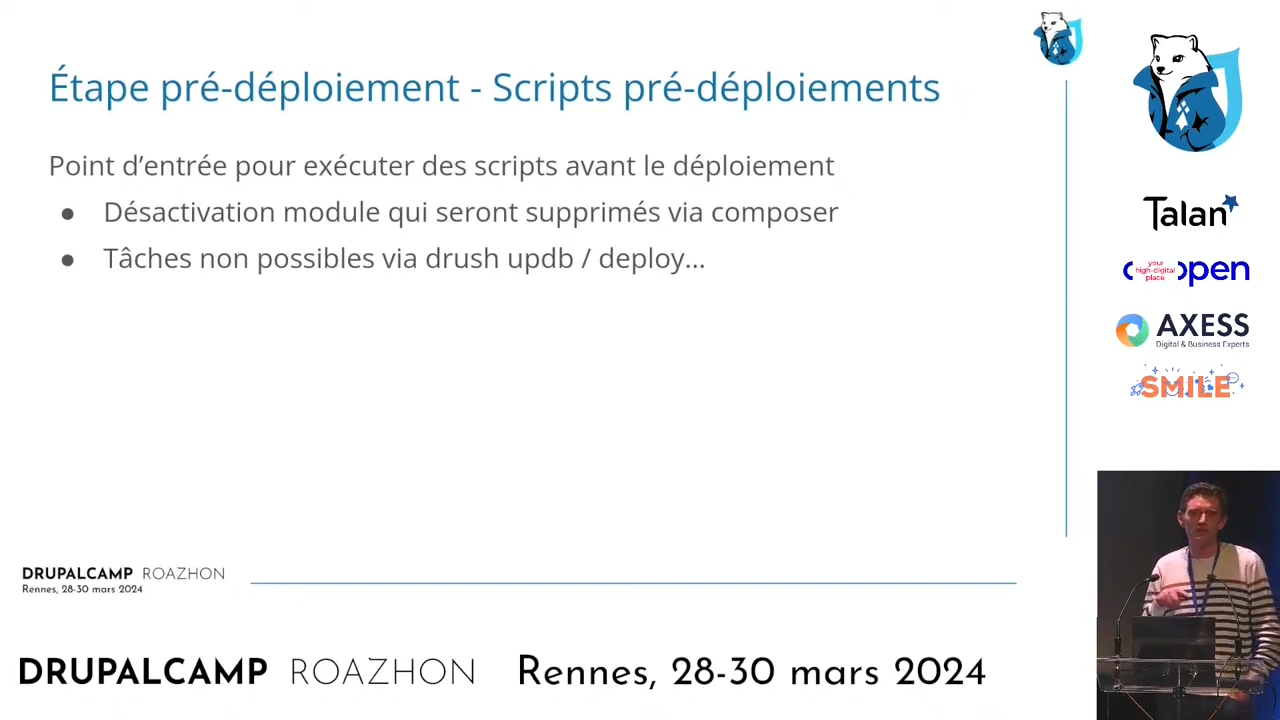 Étape pré-déploiement - Scripts pré-déploiements
Point d’entrée pour exécuter des scripts avant le déploiement
● Désactivation module qui seront supprimés via composer
● Tâches non possibles via drush updb / deploy...
Talan
your
high-digital
place
open
AXESS
Digital & Business Experts
SMILE
DRUPALCAMP ROAZHON
Rennes, 28-30 mars 2024
DRUPALCAMP ROAZHON Rennes, 28-30 mars 2024